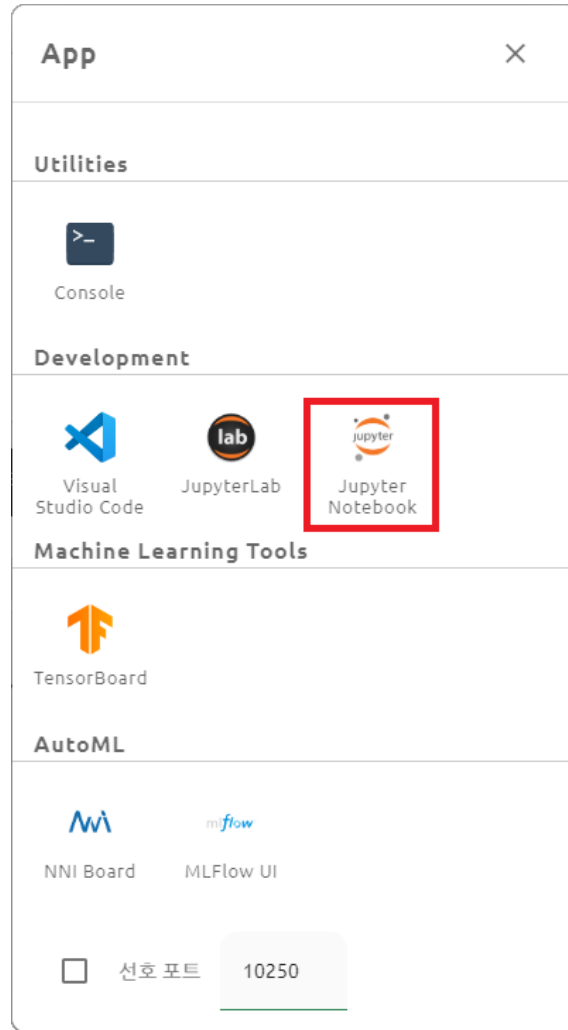 App
Utilities
>_
Console
Development
lab
jupyter
Visual
Studio Code
JupyterLab
Jupyter
Notebook
Machine Learning Tools
TensorBoard
AutoML
mlflow
NNI Board
MLFlow UI
선호 포트
10250